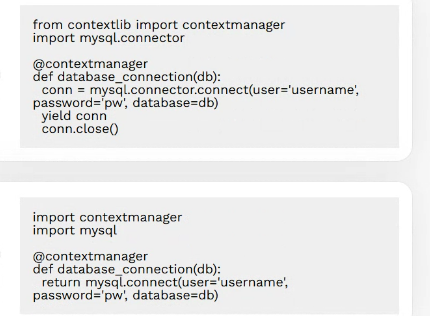 from contextlib import contextmanager
import mysql.connector
@contextmanager
def database_connection(db):
conn = mysql.connector.connect(user='username',
password='pw', database=db)
yield conn
conn.close()
import contextmanager
import mysql
@contextmanager
def database_connection(db):
return mysql.connect(user='username',
password='pw', database=db)